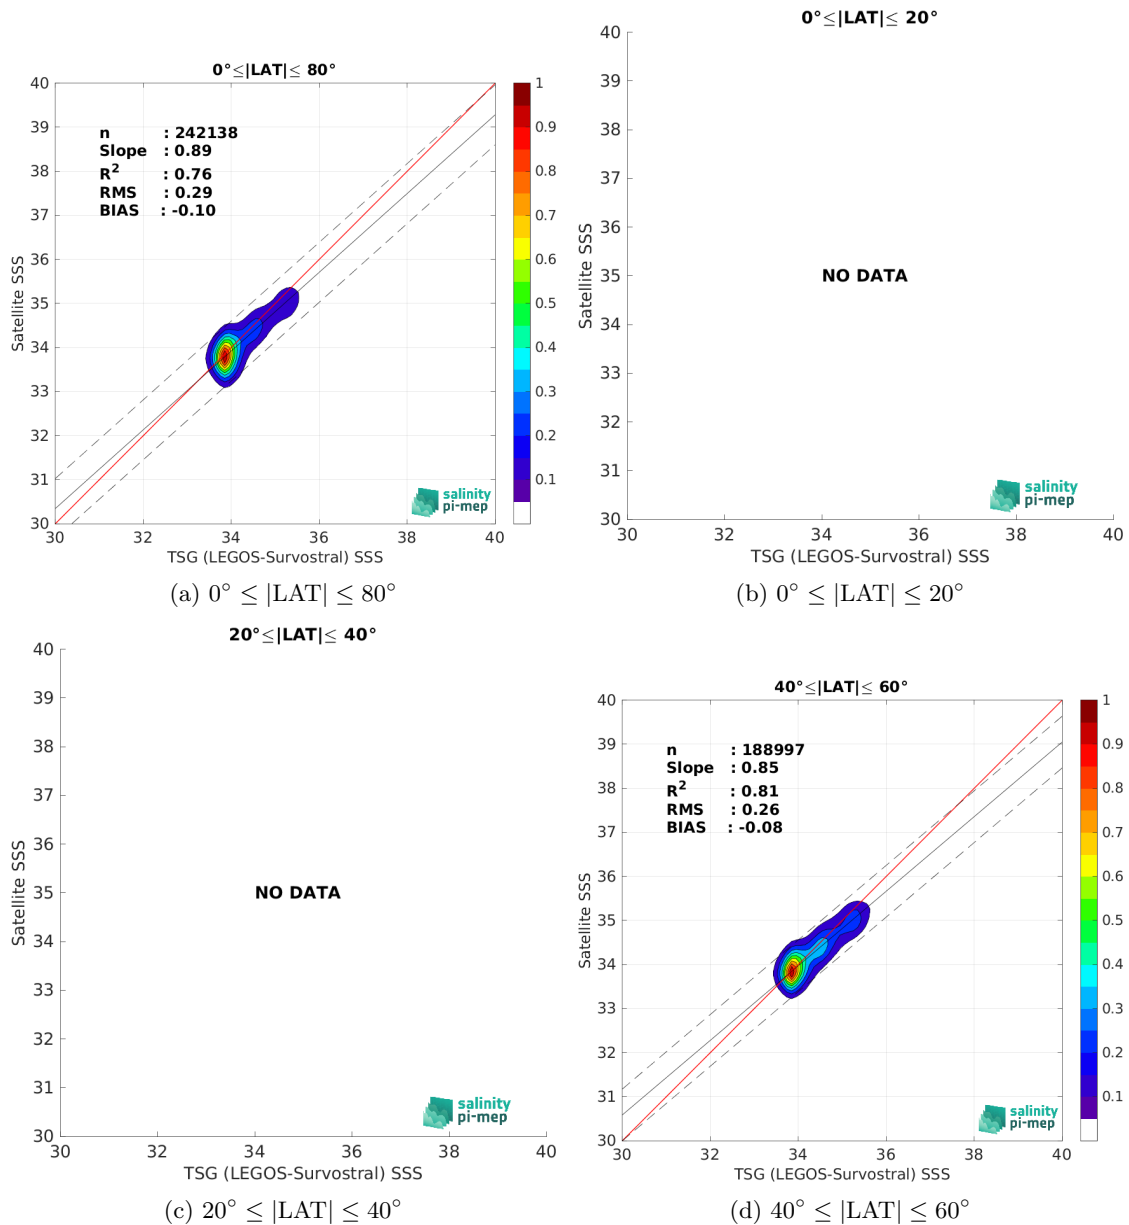 0°≤|LAT|≤ 80°
n : 242138
Slope : 0.89
R² : 0.76
RMS : 0.29
BIAS : -0.10
40
39
38
37
36
35
34
33
32
31
30
30 32 34 36 38 40
Satellite SSS
TSG (LEGOS-Survostral) SSS
1
0.9
0.8
0.7
0.6
0.5
0.4
0.3
0.2
0.1
salinity
pi-mep
(a) 0° ≤ |LAT| ≤ 80°
0°≤|LAT|≤ 20°
40
39
38
37
36
35
34
33
32
31
30
30 32 34 36 38 40
Satellite SSS
NO DATA
TSG (LEGOS-Survostral) SSS
salinity
pi-mep
(b) 0° ≤ |LAT| ≤ 20°
20°≤|LAT|≤ 40°
40
39
38
37
36
35
34
33
32
31
30
30 32 34 36 38 40
Satellite SSS
NO DATA
TSG (LEGOS-Survostral) SSS
salinity
pi-mep
(c) 20° ≤ |LAT| ≤ 40°
40°≤|LAT|≤ 60°
n : 188997
Slope : 0.85
R² : 0.81
RMS : 0.26
BIAS : -0.08
40
39
38
37
36
35
34
33
32
31
30
30 32 34 36 38 40
Satellite SSS
TSG (LEGOS-Survostral) SSS
1
0.9
0.8
0.7
0.6
0.5
0.4
0.3
0.2
0.1
salinity
pi-mep
(d) 40° ≤ |LAT| ≤ 60°